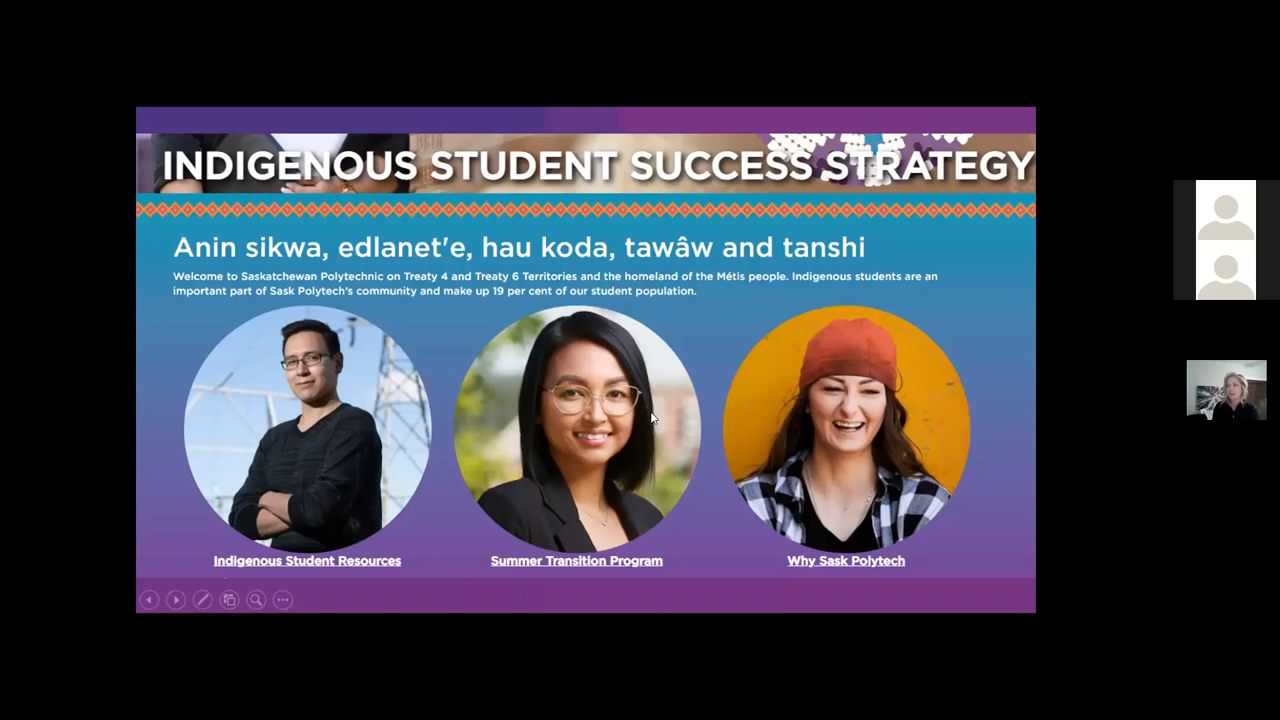 INDIGENOUS STUDENT SUCCESS STRATEGY
Anin sikwa, edlanet'e, hau koda, tawâw and tanshi
Welcome to Saskatchewan Polytechnic on Treaty 4 and Treaty 6 Territories and the homeland of the Métis people. Indigenous students are an
important part of Sask Polytech's community and make up 19 per cent of our student population.
Indigenous Student Resources
Summer Transition Program
Why Sask Polytech